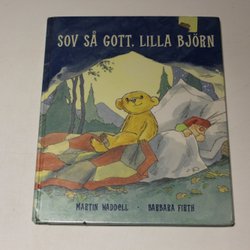 SOV SÅ GOTT, LILLA BJÖRN
MARTIN WADDELL · BARBARA FIRTH